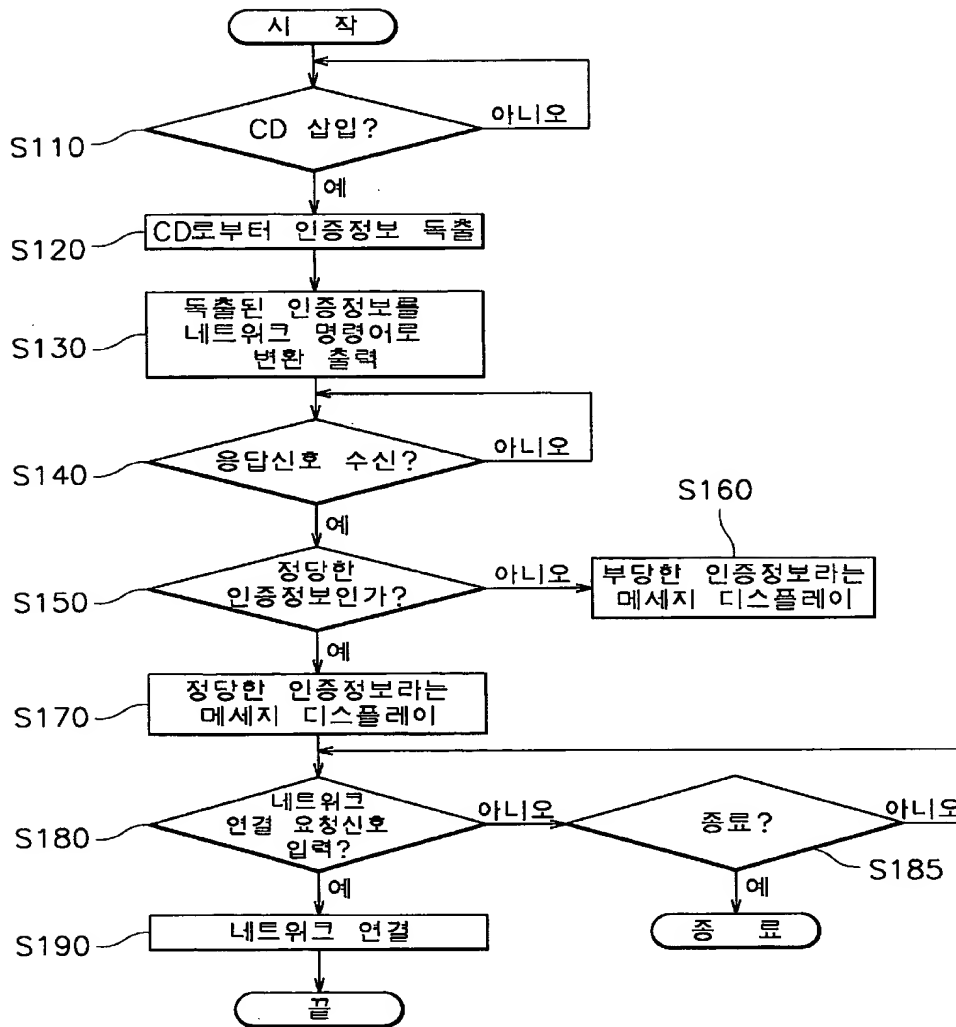 시 작
아니오
CD 삽입?
S110
예
CD로부터 인증정보 독출
S120
독출된 인증정보를
네트워크 명령어로
변환 출력
S130
아니오
응답신호 수신?
S140
예
S160
정당한
인증정보인가?
아니오
부당한 인증정보라는
메세지 디스플레이
S150
예
정당한 인증정보라는
메세지 디스플레이
S170
네트워크
연결 요청신호
입력?
아니오
종료?
아니오
S180
S185
예
예
네트워크 연결
S190
종 료
끝